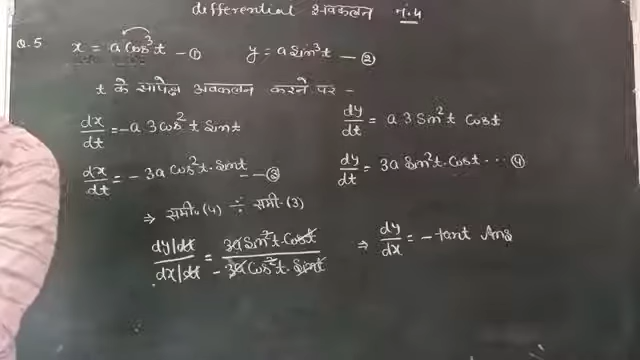 differential अवकलन नं.4
Q.5 x = a cos³t —① y = a sin³t —②
t के सापेक्ष अवकलन करने पर -
dx/dt = -a 3cos²t sint
dy/dt = a 3 sin²t cost
dx/dt = - 3a cos²t. sint --③
dy/dt = 3a sin²t. cost ... ④
⇒ समी०(4) ÷ समी०(3)
dy/dt / dx/dt = 3a sin²t. cost / - 3a cos²t. sint ⇒ dy/dx = - tant Ans